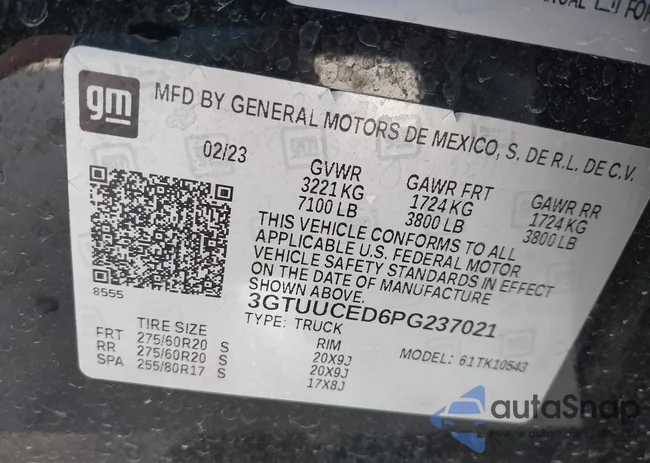 gm
MFD BY GENERAL MOTORS DE MEXICO, S. DE R.L. DE C.V.
02/23
GVWR GAWR FRT GAWR RR
3221 KG 1724 KG 1724 KG
7100 LB 3800 LB 3800 LB
THIS VEHICLE CONFORMS TO ALL
APPLICABLE U.S. FEDERAL MOTOR
VEHICLE SAFETY STANDARDS IN EFFECT
ON THE DATE OF MANUFACTURE
SHOWN ABOVE.
8555
3GTUUCED6PG237021
TYPE: TRUCK
MODEL: 61TK10543
TIRE SIZE RIM
FRT 275/60R20 S 20X9J
RR 275/60R20 S 20X9J
SPA 255/80R17 S 17X8J
autoSnap